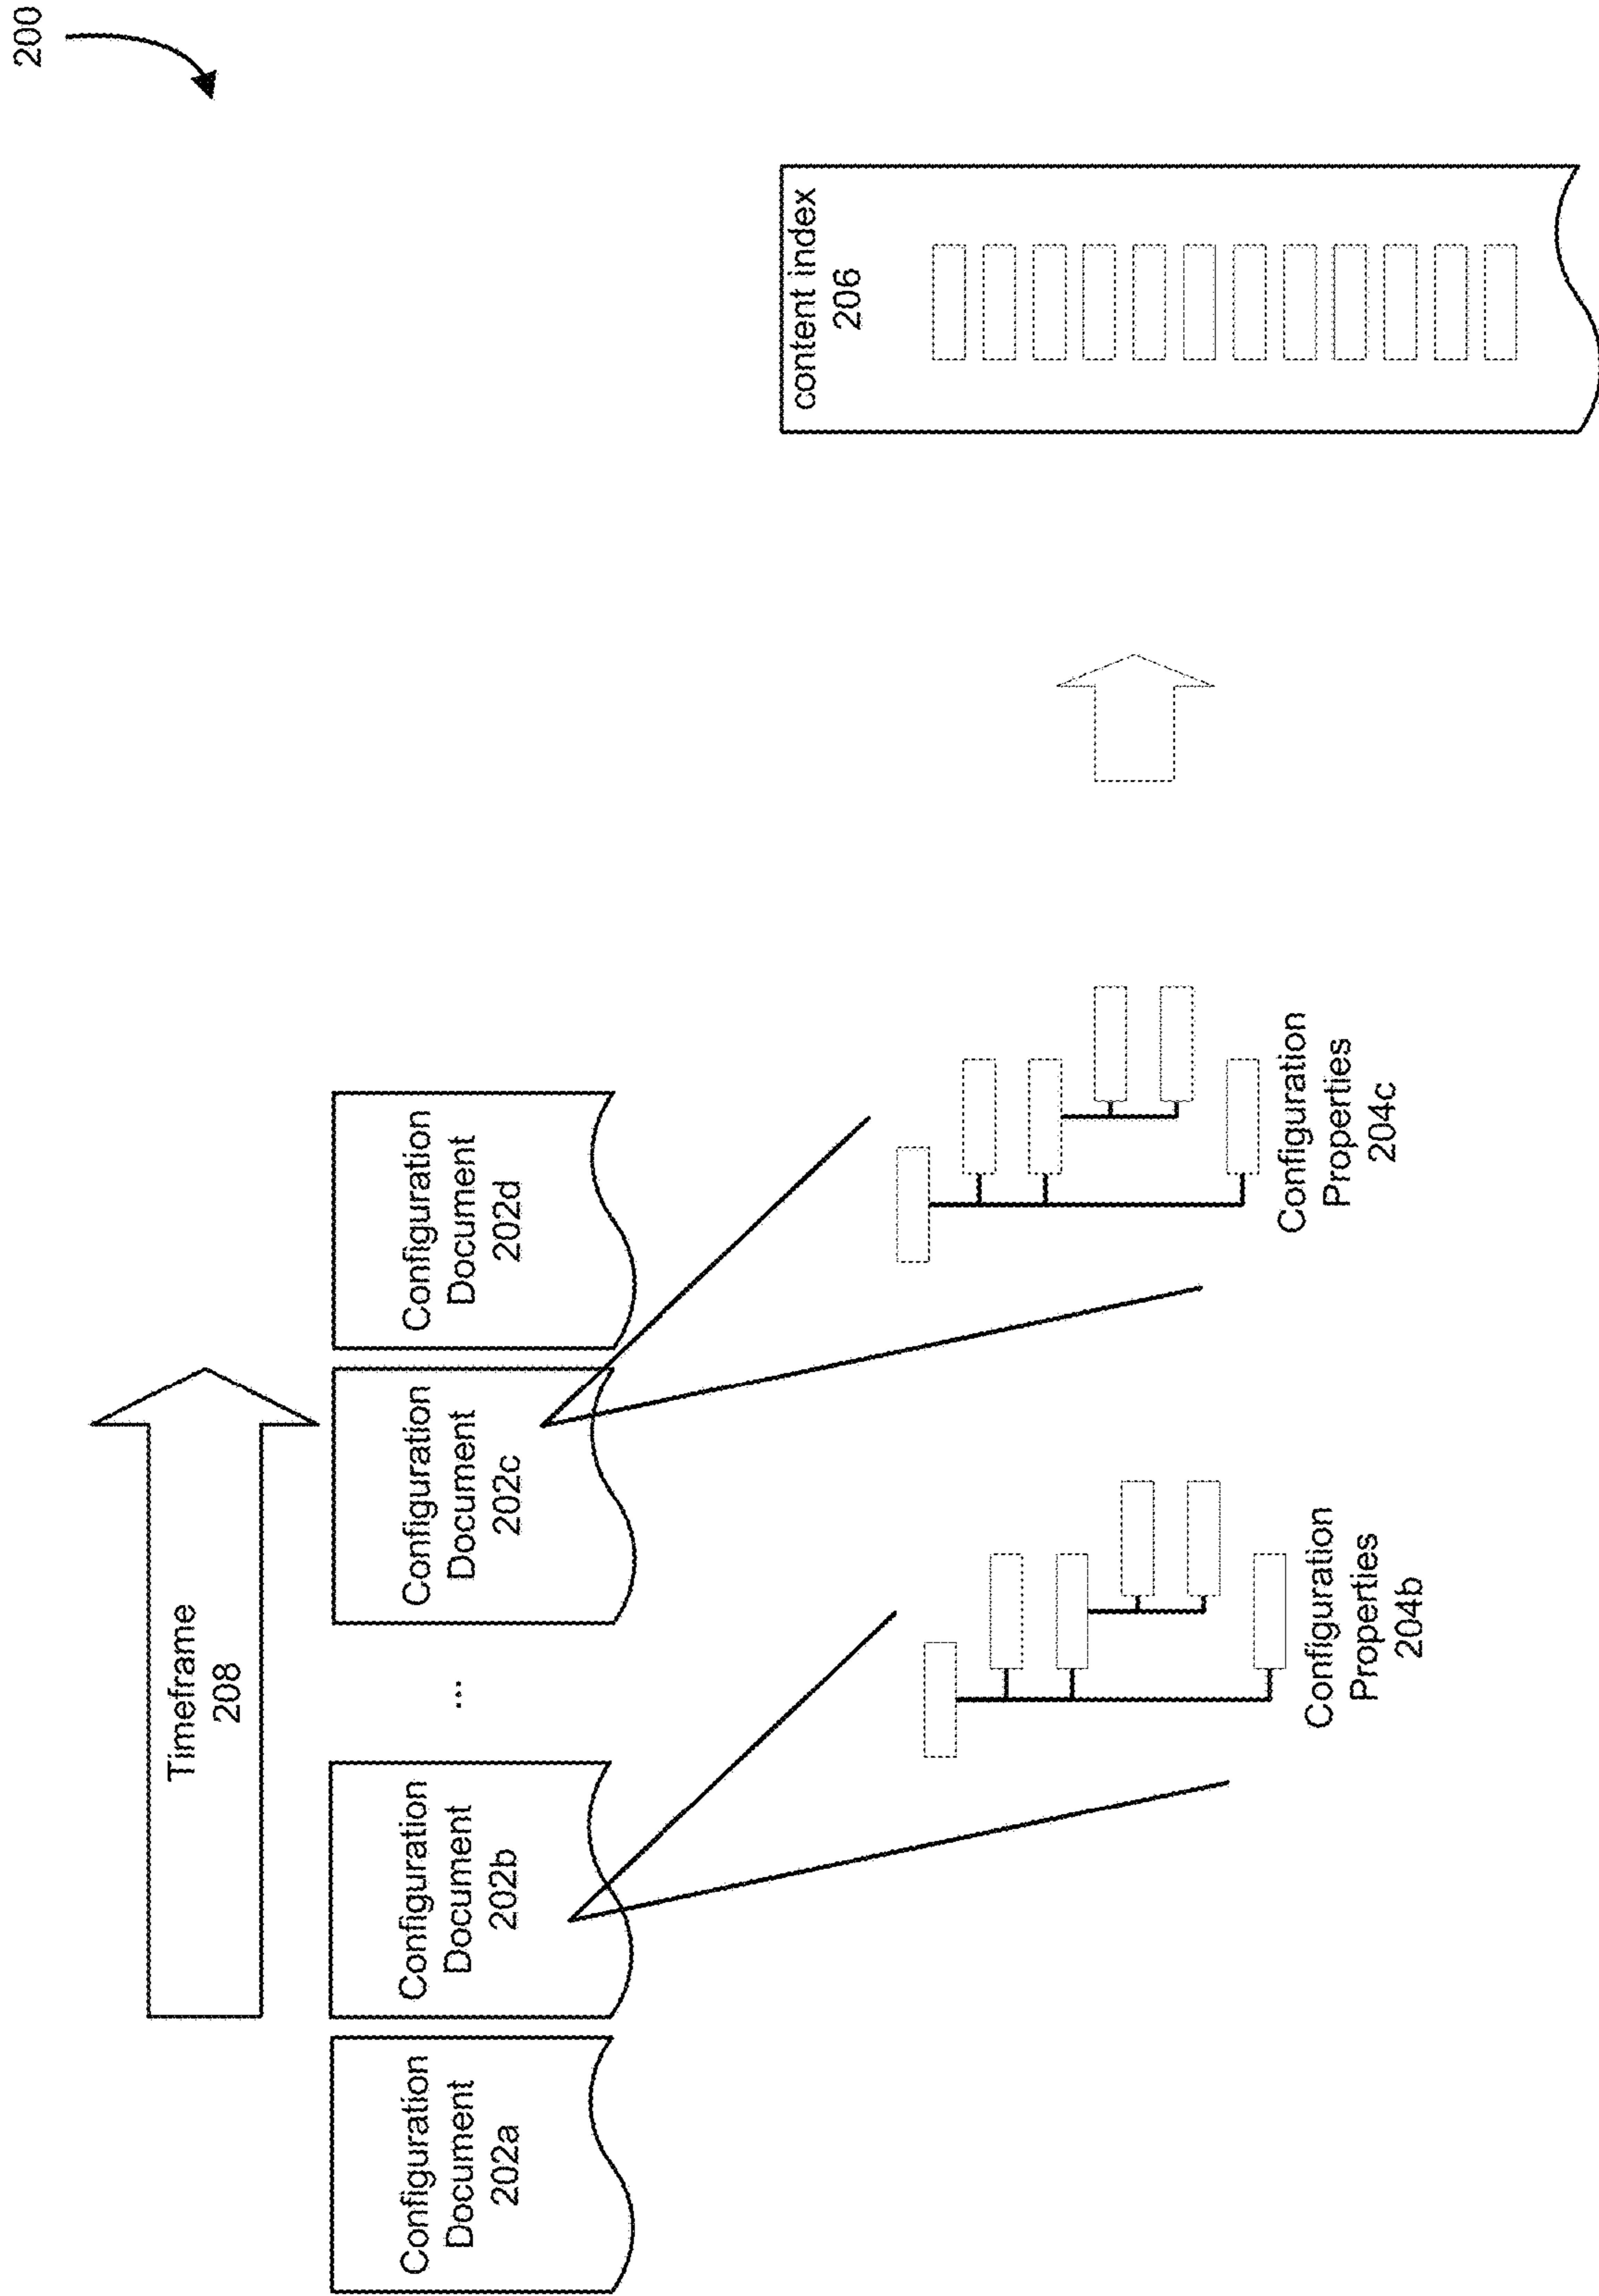 200
Timeframe
208
Configuration
Document
202a
Configuration
Document
202b
...
Configuration
Document
202c
Configuration
Document
202d
Configuration
Properties
204b
Configuration
Properties
204c
content index
206